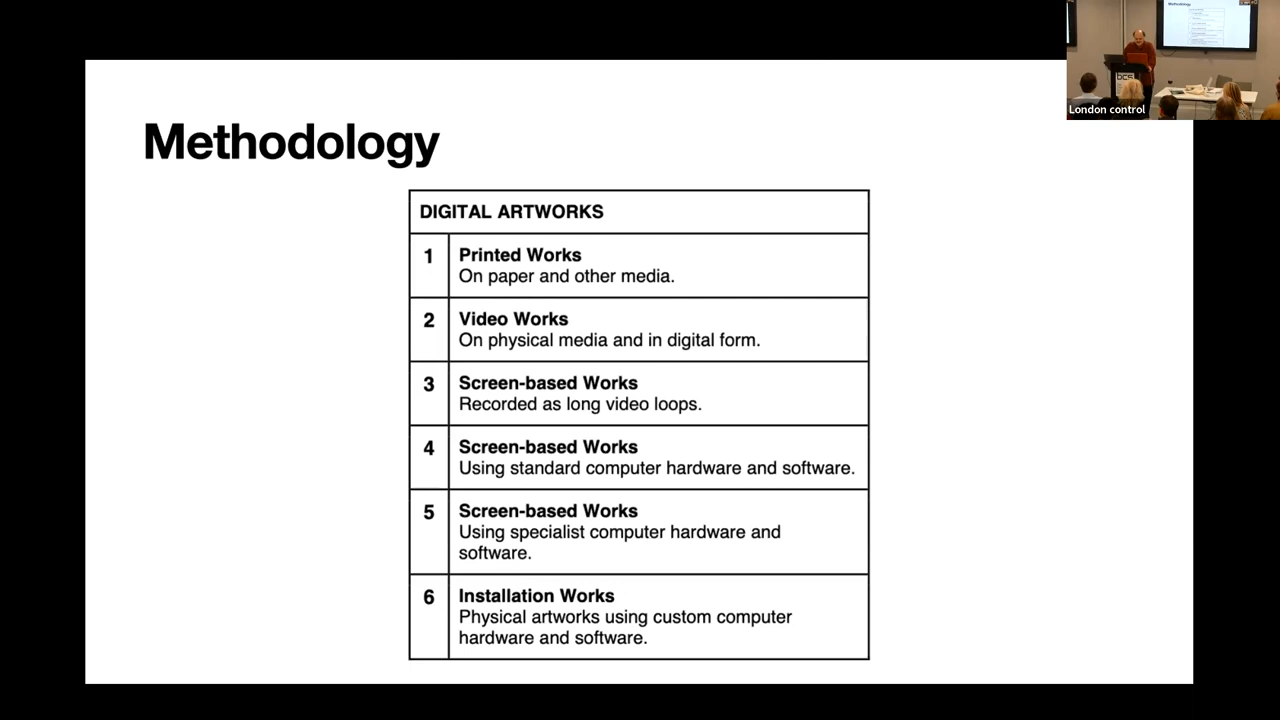 Methodology
DIGITAL ARTWORKS
1
Printed Works
On paper and other media.
2
Video Works
On physical media and in digital form.
3
Screen-based Works
Recorded as long video loops.
4
Screen-based Works
Using standard computer hardware and software.
5
Screen-based Works
Using specialist computer hardware and
software.
6
Installation Works
Physical artworks using custom computer
hardware and software.
Methodology
bcs
London control